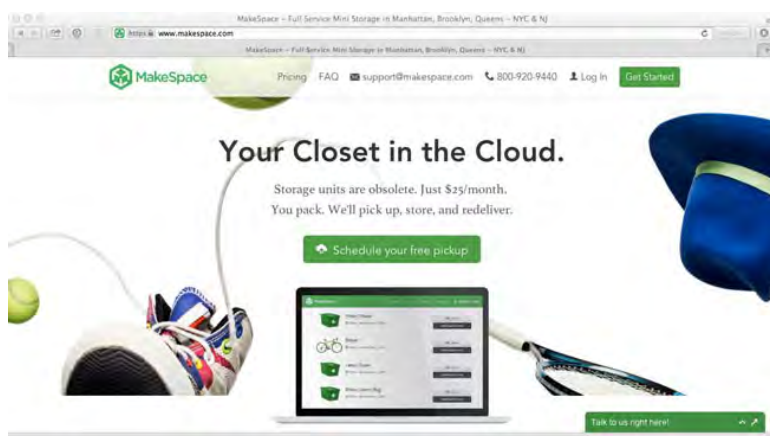 MakeSpace – Full Service Mini Storage in Manhattan, Brooklyn, Queens – NYC & NJ
https www.makespace.com
MakeSpace – Full Service Mini Storage in Manhattan, Brooklyn, Queens – NYC & NJ
MakeSpace Pricing FAQ support@makespace.com 800-920-9440 Log In Get Started
Your Closet in the Cloud.
Storage units are obsolete. Just $25/month.
You pack. We'll pick up, store, and redeliver.
Schedule your free pickup
MakeSpace
Talk to us right here!